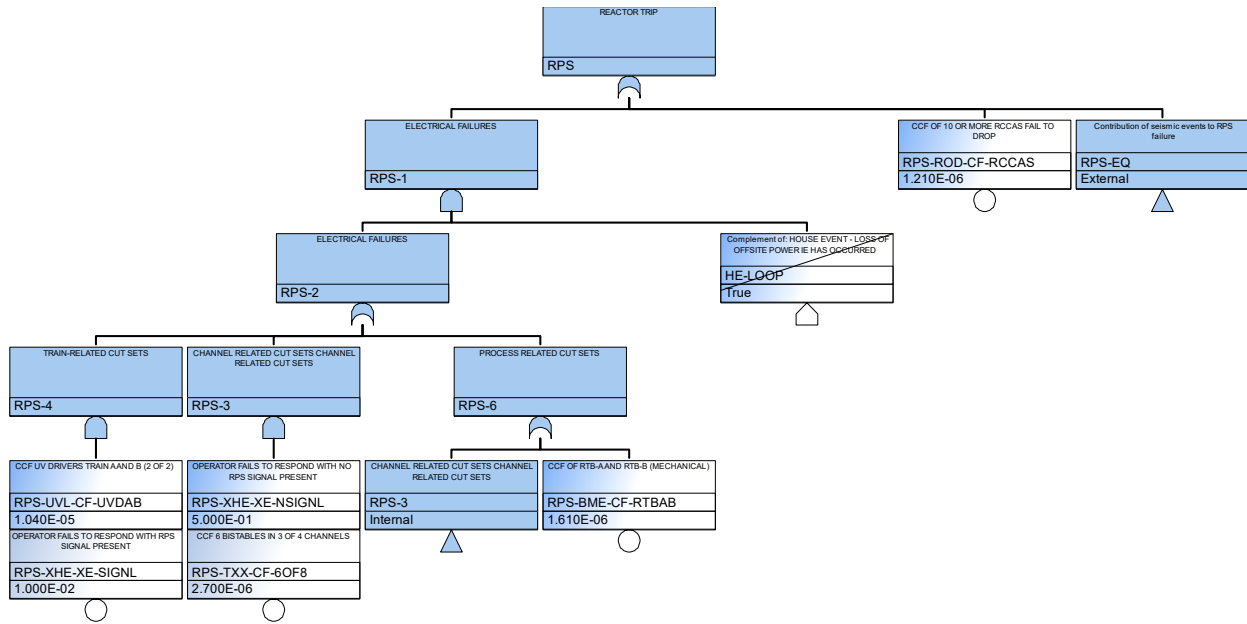 REACTOR TRIP
RPS
ELECTRICAL FAILURES
RPS-1
CCF OF 10 OR MORE RCCAS FAIL TO
DROP
RPS-ROD-CF-RCCAS
1.210E-06
Contribution of seismic events to RPS
failure
RPS-EQ
External
ELECTRICAL FAILURES
RPS-2
Complement of: HOUSE EVENT - LOSS OF
OFFSITE POWER IE HAS OCCURRED
HE-LOOP
True
TRAIN-RELATED CUT SETS
RPS-4
CHANNEL RELATED CUT SETS CHANNEL
RELATED CUT SETS
RPS-3
PROCESS RELATED CUT SETS
RPS-6
CCF UV DRIVERS TRAIN A AND B (2 OF 2)
RPS-UVL-CF-UVDAB
1.040E-05
OPERATOR FAILS TO RESPOND WITH RPS
SIGNAL PRESENT
RPS-XHE-XE-SIGNL
1.000E-02
OPERATOR FAILS TO RESPOND WITH NO
RPS SIGNAL PRESENT
RPS-XHE-XE-NSIGNL
5.000E-01
CCF 6 BISTABLES IN 3 OF 4 CHANNELS
RPS-TXX-CF-6OF8
2.700E-06
CHANNEL RELATED CUT SETS CHANNEL
RELATED CUT SETS
RPS-3
Internal
CCF OF RTB-A AND RTB-B (MECHANICAL)
RPS-BME-CF-RTBAB
1.610E-06